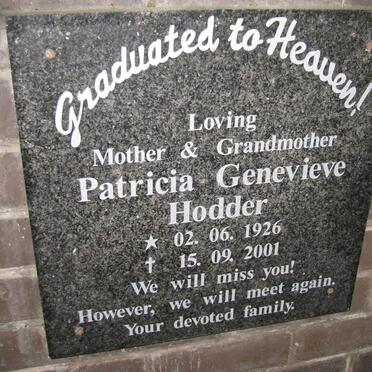 Graduated to Heaven!
Loving
Mother & Grandmother
Patricia Genevieve
Hodder
★ 02. 06. 1926
✝ 15. 09. 2001
We will miss you!
However, we will meet again.
Your devoted family.